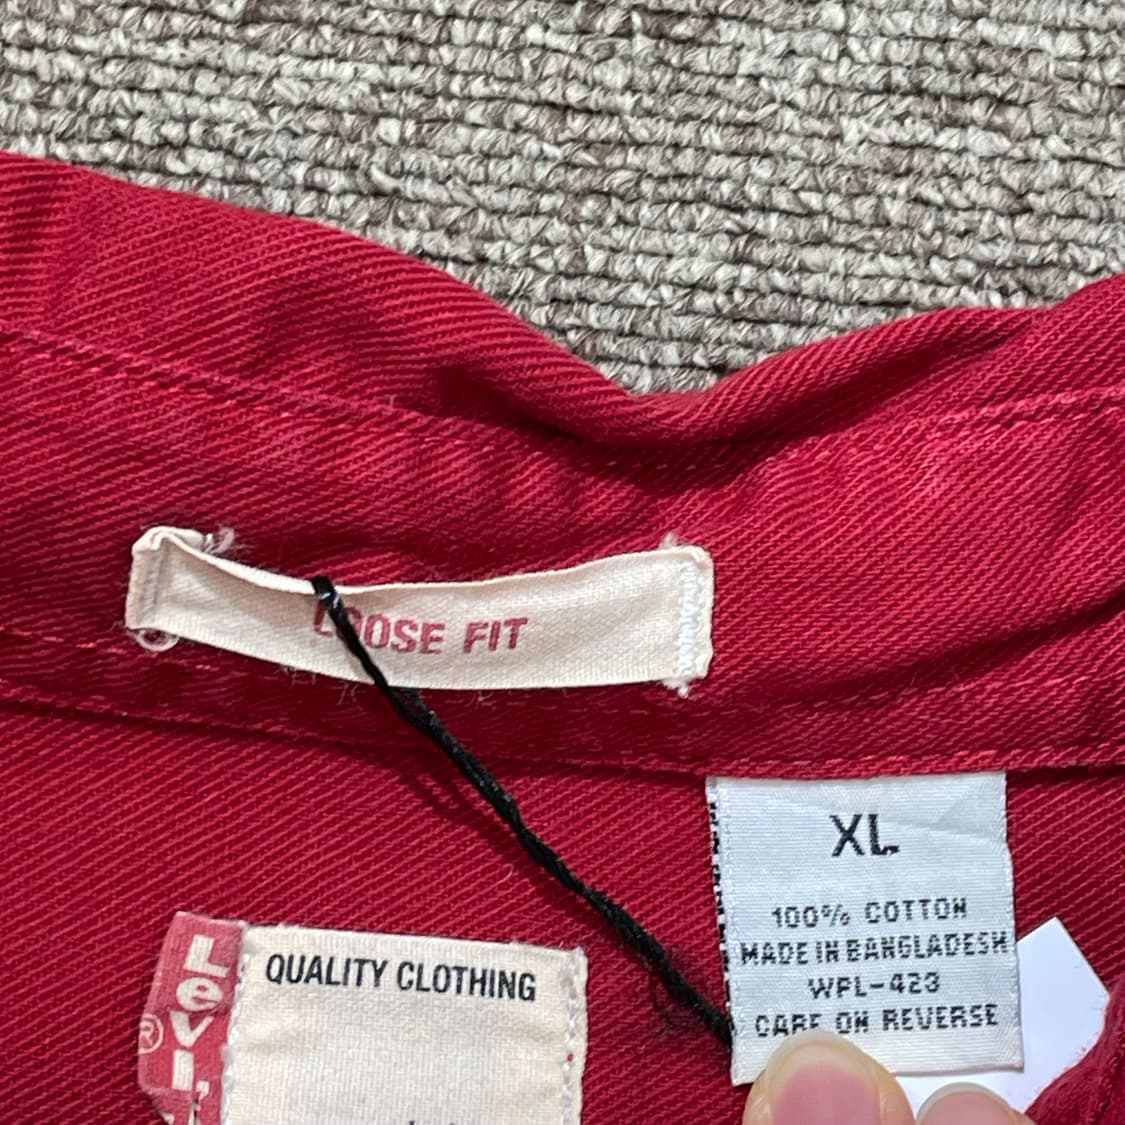 LOOSE FIT
XL
100% COTTON
MADE IN BANGLADESH
WPL-423
CARE ON REVERSE
Levi's
®
QUALITY CLOTHING